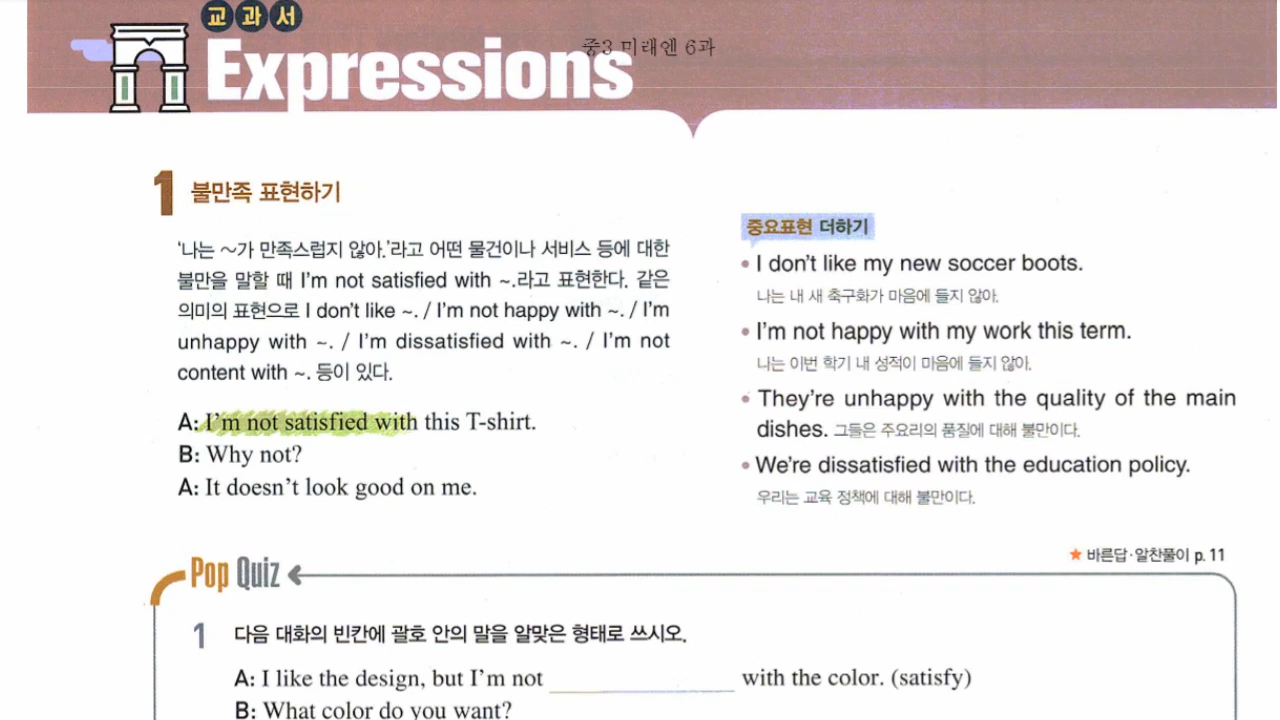 교과서
중3 미래엔 6과
Expressions
1 불만족 표현하기
'나는 ~가 만족스럽지 않아.'라고 어떤 물건이나 서비스 등에 대한
불만을 말할 때 I'm not satisfied with ~.라고 표현한다. 같은
의미의 표현으로 I don't like ~. / I'm not happy with ~. / I'm
unhappy with ~. / I'm dissatisfied with ~. / I'm not
content with ~. 등이 있다.
A: I'm not satisfied with this T-shirt.
B: Why not?
A: It doesn't look good on me.
중요표현 더하기
• I don't like my new soccer boots.
나는 내 새 축구화가 마음에 들지 않아.
• I'm not happy with my work this term.
나는 이번 학기 내 성적이 마음에 들지 않아.
• They're unhappy with the quality of the main
dishes. 그들은 주요리의 품질에 대해 불만이다.
• We're dissatisfied with the education policy.
우리는 교육 정책에 대해 불만이다.
★ 바른답·알찬풀이 p. 11
Pop Quiz
1 다음 대화의 빈칸에 괄호 안의 말을 알맞은 형태로 쓰시오.
A: I like the design, but I'm not ____________ with the color. (satisfy)
B: What color do you want?